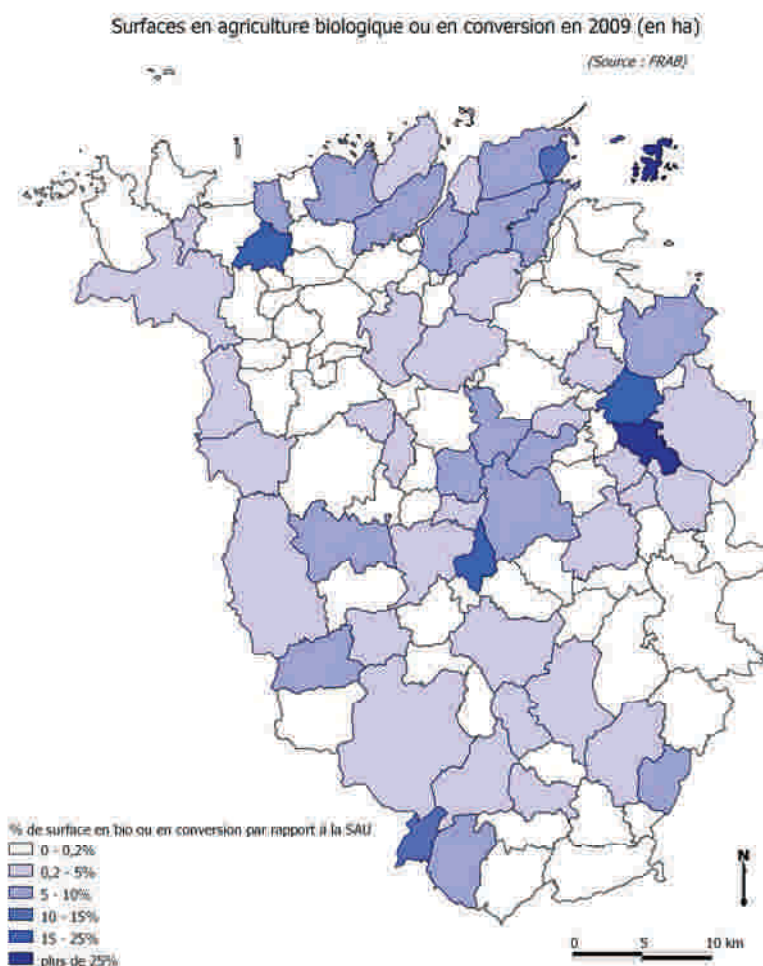 Surfaces en agriculture biologique ou en conversion en 2009 (en ha)
(Source : FRAB)
% de surface en bio ou en conversion par rapport à la SAU
0 - 0,2%
0,2 - 5%
5 - 10%
10 - 15%
15 - 25%
plus de 25%
N
0 5 10 km